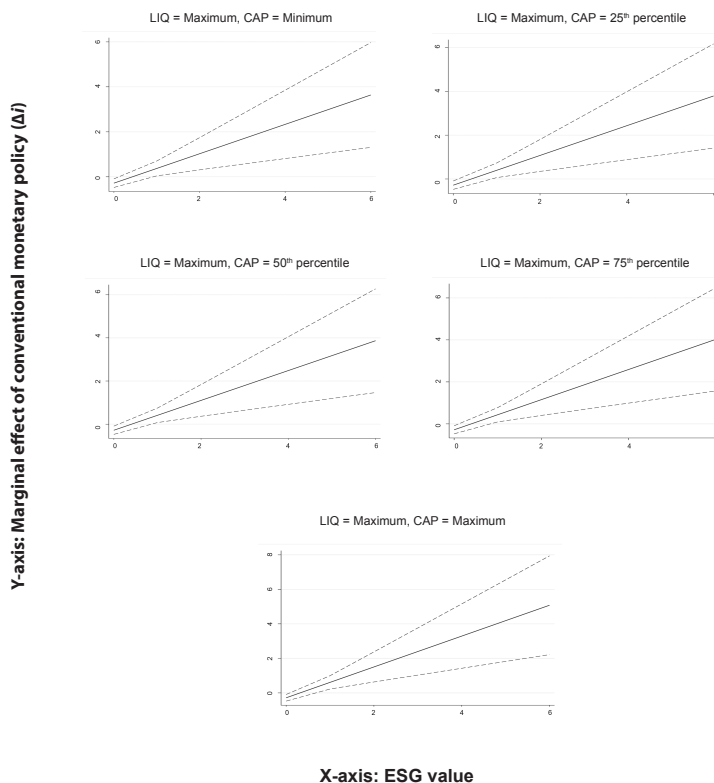 LIQ = Maximum, CAP = Minimum
6
4
2
0
0 2 4 6
LIQ = Maximum, CAP = 25th percentile
6
4
2
0
0 2 4
LIQ = Maximum, CAP = 50th percentile
6
4
2
0
0 2 4 6
LIQ = Maximum, CAP = 75th percentile
6
4
2
0
0 2 4
LIQ = Maximum, CAP = Maximum
8
6
4
2
0
0 2 4 6
Y-axis: Marginal effect of conventional monetary policy (Δi)
X-axis: ESG value